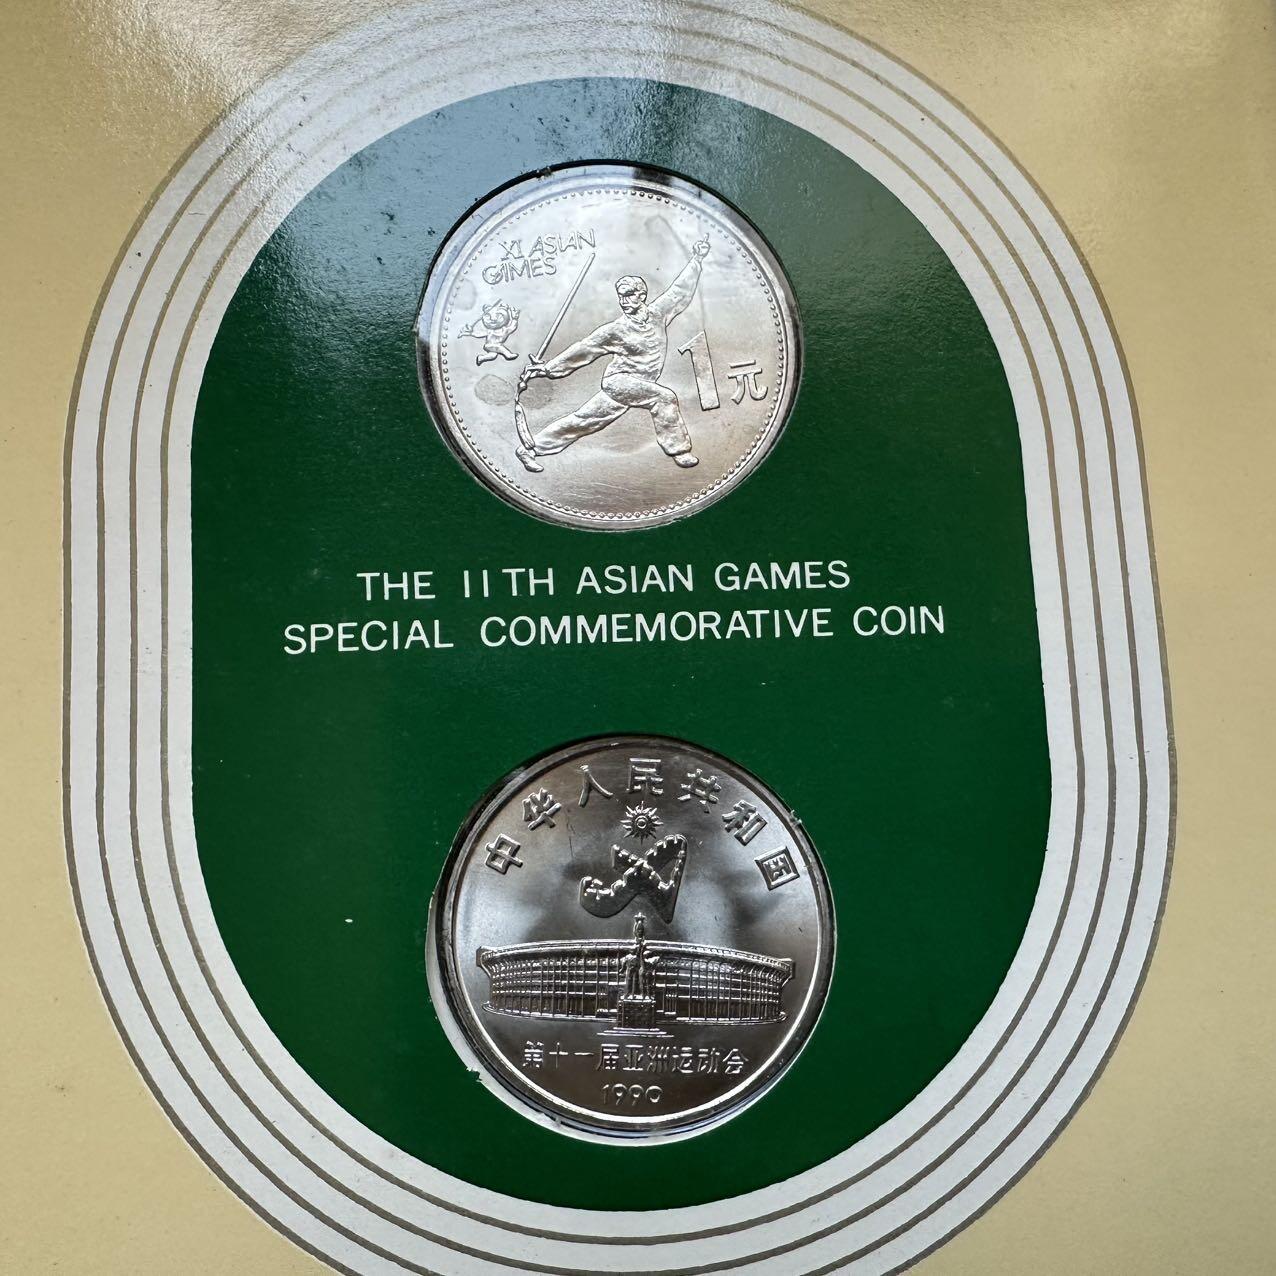 XI ASIAN
GAMES
1元
THE 11TH ASIAN GAMES
SPECIAL COMMEMORATIVE COIN
中华人民共和国
第十一届亚洲运动会
1990